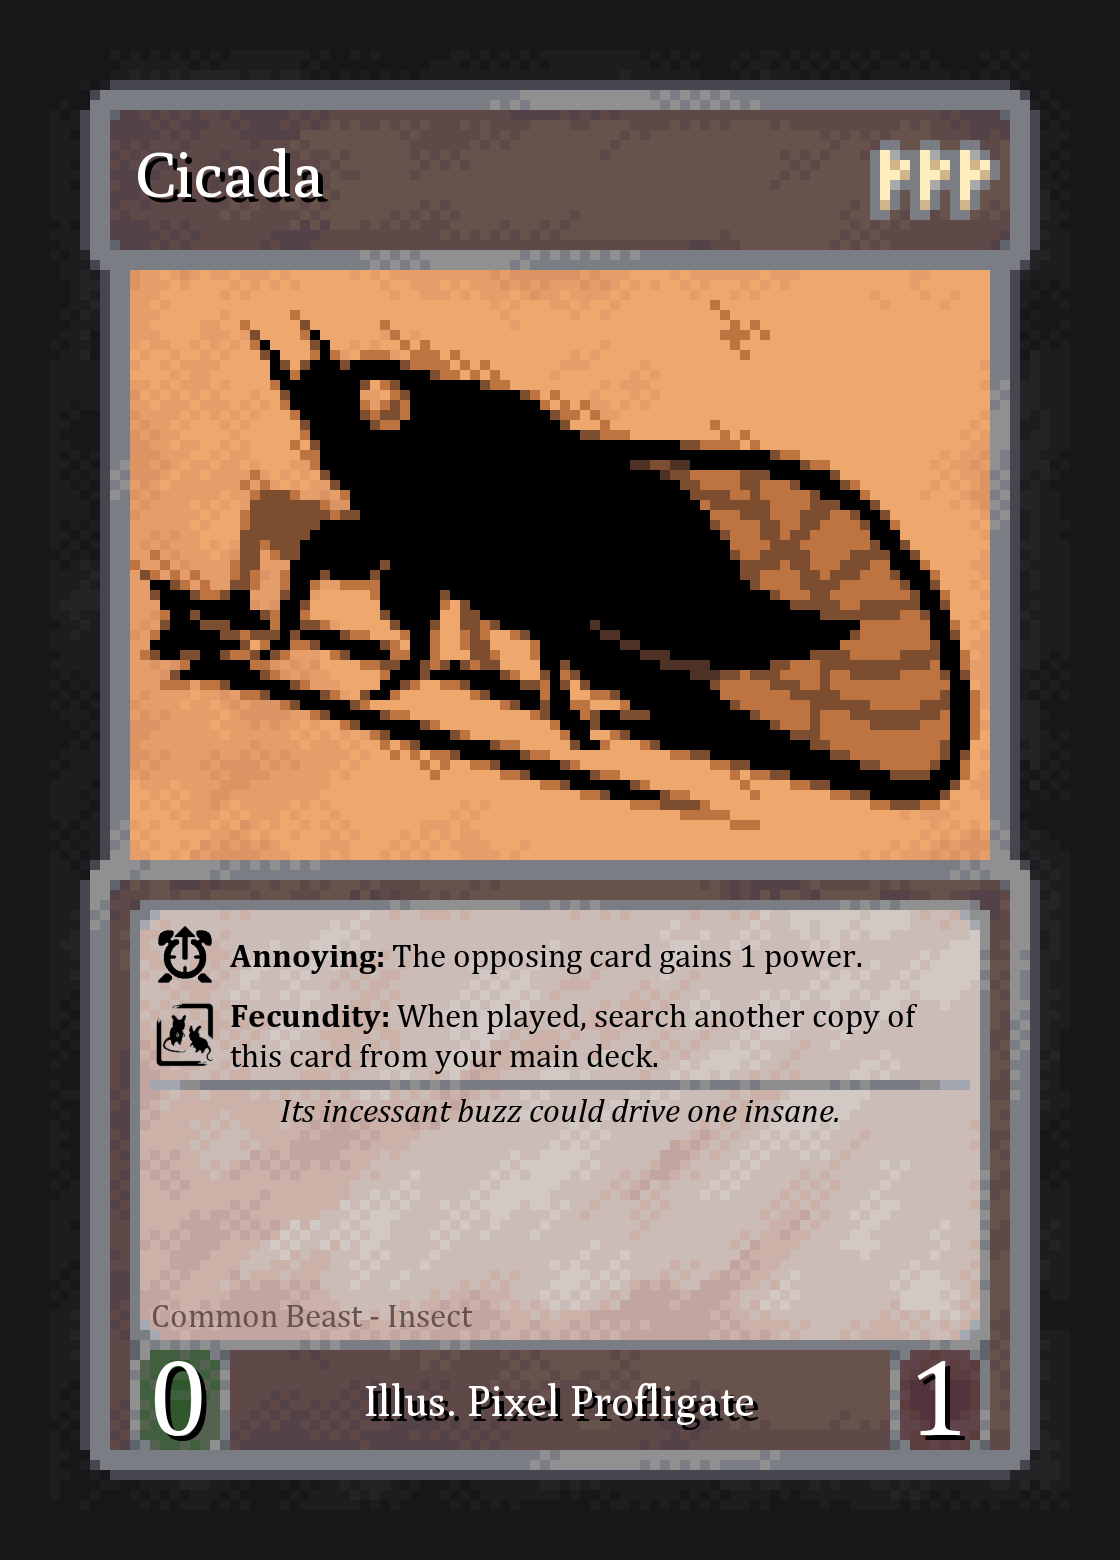 Cicada
Annoying: The opposing card gains 1 power.
Fecundity: When played, search another copy of
this card from your main deck.
Its incessant buzz could drive one insane.
Common Beast - Insect
0
Illus. Pixel Profligate
1